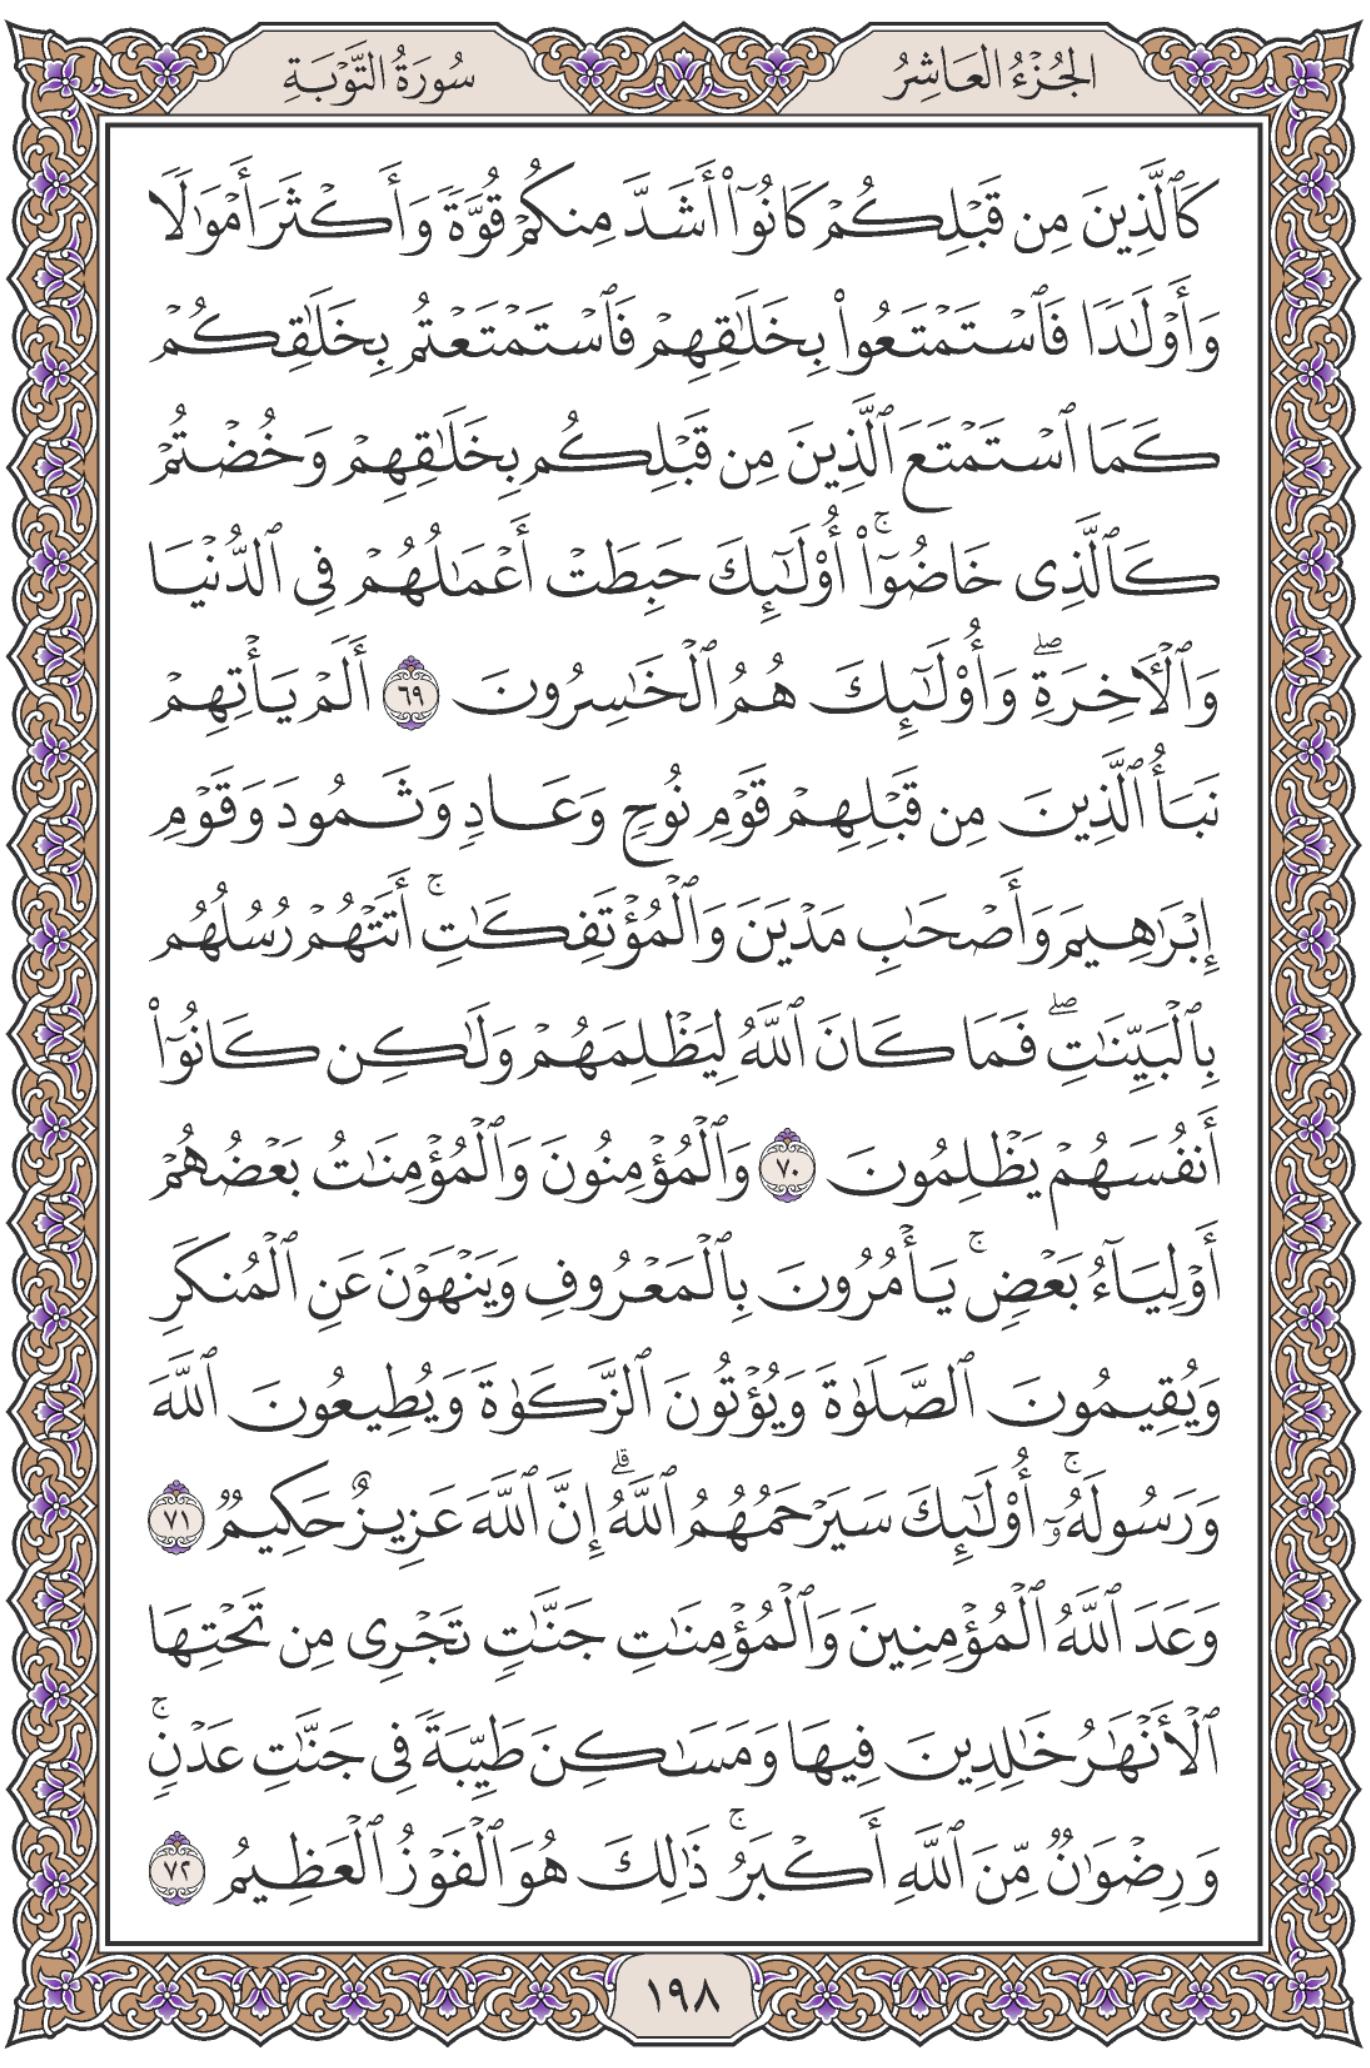 الجُزْءُ العَاشِرُ
سُورَةُ التَّوْبَةِ
كَٱلَّذِينَ مِن قَبْلِكُمْ كَانُوٓا۟ أَشَدَّ مِنكُمْ قُوَّةً وَأَكْثَرَ أَمْوَٰلًا
وَأَوْلَٰدًا فَٱسْتَمْتَعُوا۟ بِخَلَٰقِهِمْ فَٱسْتَمْتَعْتُم بِخَلَٰقِكُمْ
كَمَا ٱسْتَمْتَعَ ٱلَّذِينَ مِن قَبْلِكُم بِخَلَٰقِهِمْ وَخُضْتُمْ
كَٱلَّذِى خَاضُوٓا۟ ۚ أُو۟لَٰٓئِكَ حَبِطَتْ أَعْمَٰلُهُمْ فِى ٱلدُّنْيَا
وَٱلْءَاخِرَةِ ۖ وَأُو۟لَٰٓئِكَ هُمُ ٱلْخَٰسِرُونَ ٦٩ أَلَمْ يَأْتِهِمْ
نَبَأُ ٱلَّذِينَ مِن قَبْلِهِمْ قَوْمِ نُوحٍ وَعَادٍ وَثَمُودَ وَقَوْمِ
إِبْرَٰهِيمَ وَأَصْحَٰبِ مَدْيَنَ وَٱلْمُؤْتَفِكَٰتِ ۚ أَتَتْهُمْ رُسُلُهُم
بِٱلْبَيِّنَٰتِ ۖ فَمَا كَانَ ٱللَّهُ لِيَظْلِمَهُمْ وَلَٰكِن كَانُوٓا۟
أَنفُسَهُمْ يَظْلِمُونَ ٧٠ وَٱلْمُؤْمِنُونَ وَٱلْمُؤْمِنَٰتُ بَعْضُهُمْ
أَوْلِيَآءُ بَعْضٍ ۚ يَأْمُرُونَ بِٱلْمَعْرُوفِ وَيَنْهَوْنَ عَنِ ٱلْمُنكَرِ
وَيُقِيمُونَ ٱلصَّلَوٰةَ وَيُؤْتُونَ ٱلزَّكَوٰةَ وَيُطِيعُونَ ٱللَّهَ
وَرَسُولَهُۥٓ ۚ أُو۟لَٰٓئِكَ سَيَرْحَمُهُمُ ٱللَّهُ ۗ إِنَّ ٱللَّهَ عَزِيزٌ حَكِيمٌ ٧١
وَعَدَ ٱللَّهُ ٱلْمُؤْمِنِينَ وَٱلْمُؤْمِنَٰتِ جَنَّٰتٍ تَجْرِى مِن تَحْتِهَا
ٱلْأَنْهَٰرُ خَٰلِدِينَ فِيهَا وَمَسَٰكِنَ طَيِّبَةً فِى جَنَّٰتِ عَدْنٍ ۚ
وَرِضْوَٰنٌ مِّنَ ٱللَّهِ أَكْبَرُ ۚ ذَٰلِكَ هُوَ ٱلْفَوْزُ ٱلْعَظِيمُ ٧٢
١٩٨